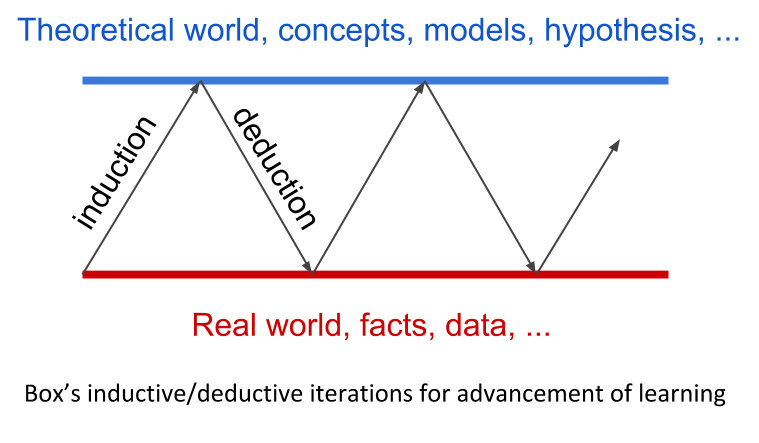 Theoretical world, concepts, models, hypothesis, ...
induction
deduction
Real world, facts, data, ...
Box’s inductive/deductive iterations for advancement of learning